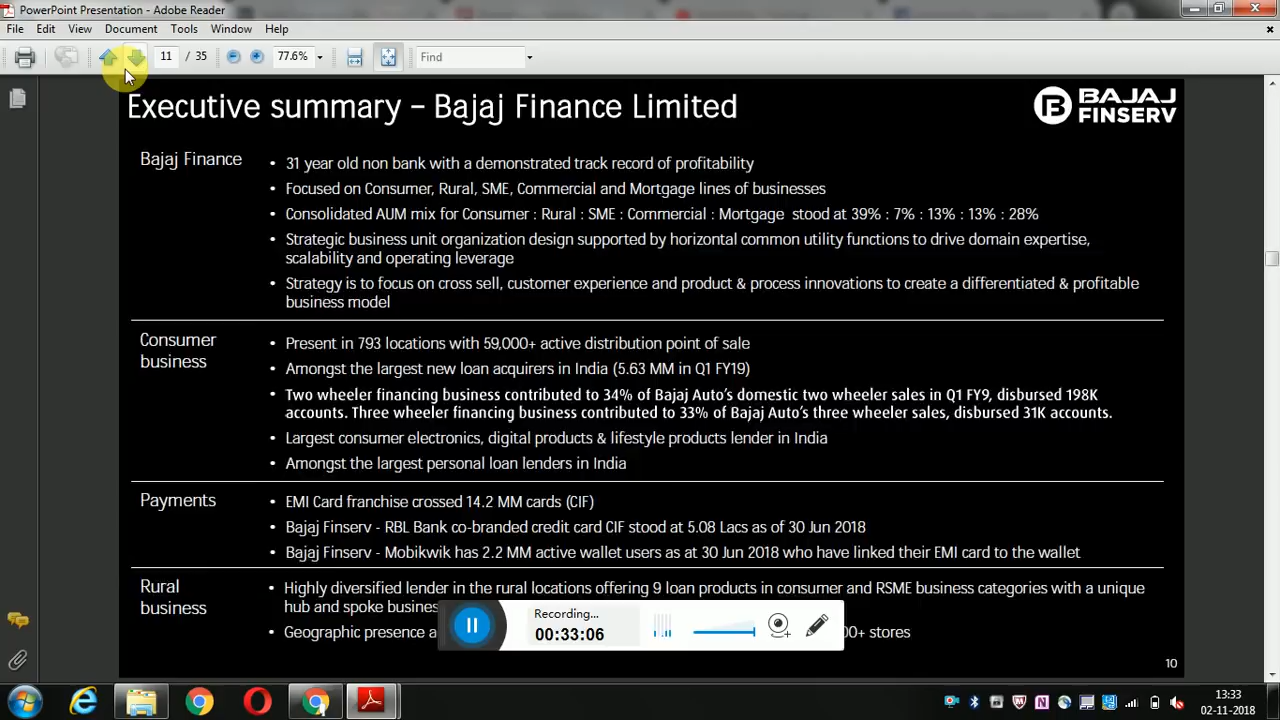 PowerPoint Presentation - Adobe Reader
File Edit View Document Tools Window Help
11 / 35 77.6% Find
Executive summary – Bajaj Finance Limited
BAJAJ
FINSERV
Bajaj Finance
• 31 year old non bank with a demonstrated track record of profitability
• Focused on Consumer, Rural, SME, Commercial and Mortgage lines of businesses
• Consolidated AUM mix for Consumer : Rural : SME : Commercial : Mortgage stood at 39% : 7% : 13% : 13% : 28%
• Strategic business unit organization design supported by horizontal common utility functions to drive domain expertise,
scalability and operating leverage
• Strategy is to focus on cross sell, customer experience and product & process innovations to create a differentiated & profitable
business model
Consumer
business
• Present in 793 locations with 59,000+ active distribution point of sale
• Amongst the largest new loan acquirers in India (5.63 MM in Q1 FY19)
• Two wheeler financing business contributed to 34% of Bajaj Auto's domestic two wheeler sales in Q1 FY9, disbursed 198K
accounts. Three wheeler financing business contributed to 33% of Bajaj Auto's three wheeler sales, disbursed 31K accounts.
• Largest consumer electronics, digital products & lifestyle products lender in India
• Amongst the largest personal loan lenders in India
Payments
• EMI Card franchise crossed 14.2 MM cards (CIF)
• Bajaj Finserv - RBL Bank co-branded credit card CIF stood at 5.08 Lacs as of 30 Jun 2018
• Bajaj Finserv - Mobikwik has 2.2 MM active wallet users as at 30 Jun 2018 who have linked their EMI card to the wallet
Rural
business
• Highly diversified lender in the rural locations offering 9 loan products in consumer and RSME business categories with a unique
hub and spoke
• Geographic presence 00+ stores
Recording...
00:33:06
10
13:33
02-11-2018